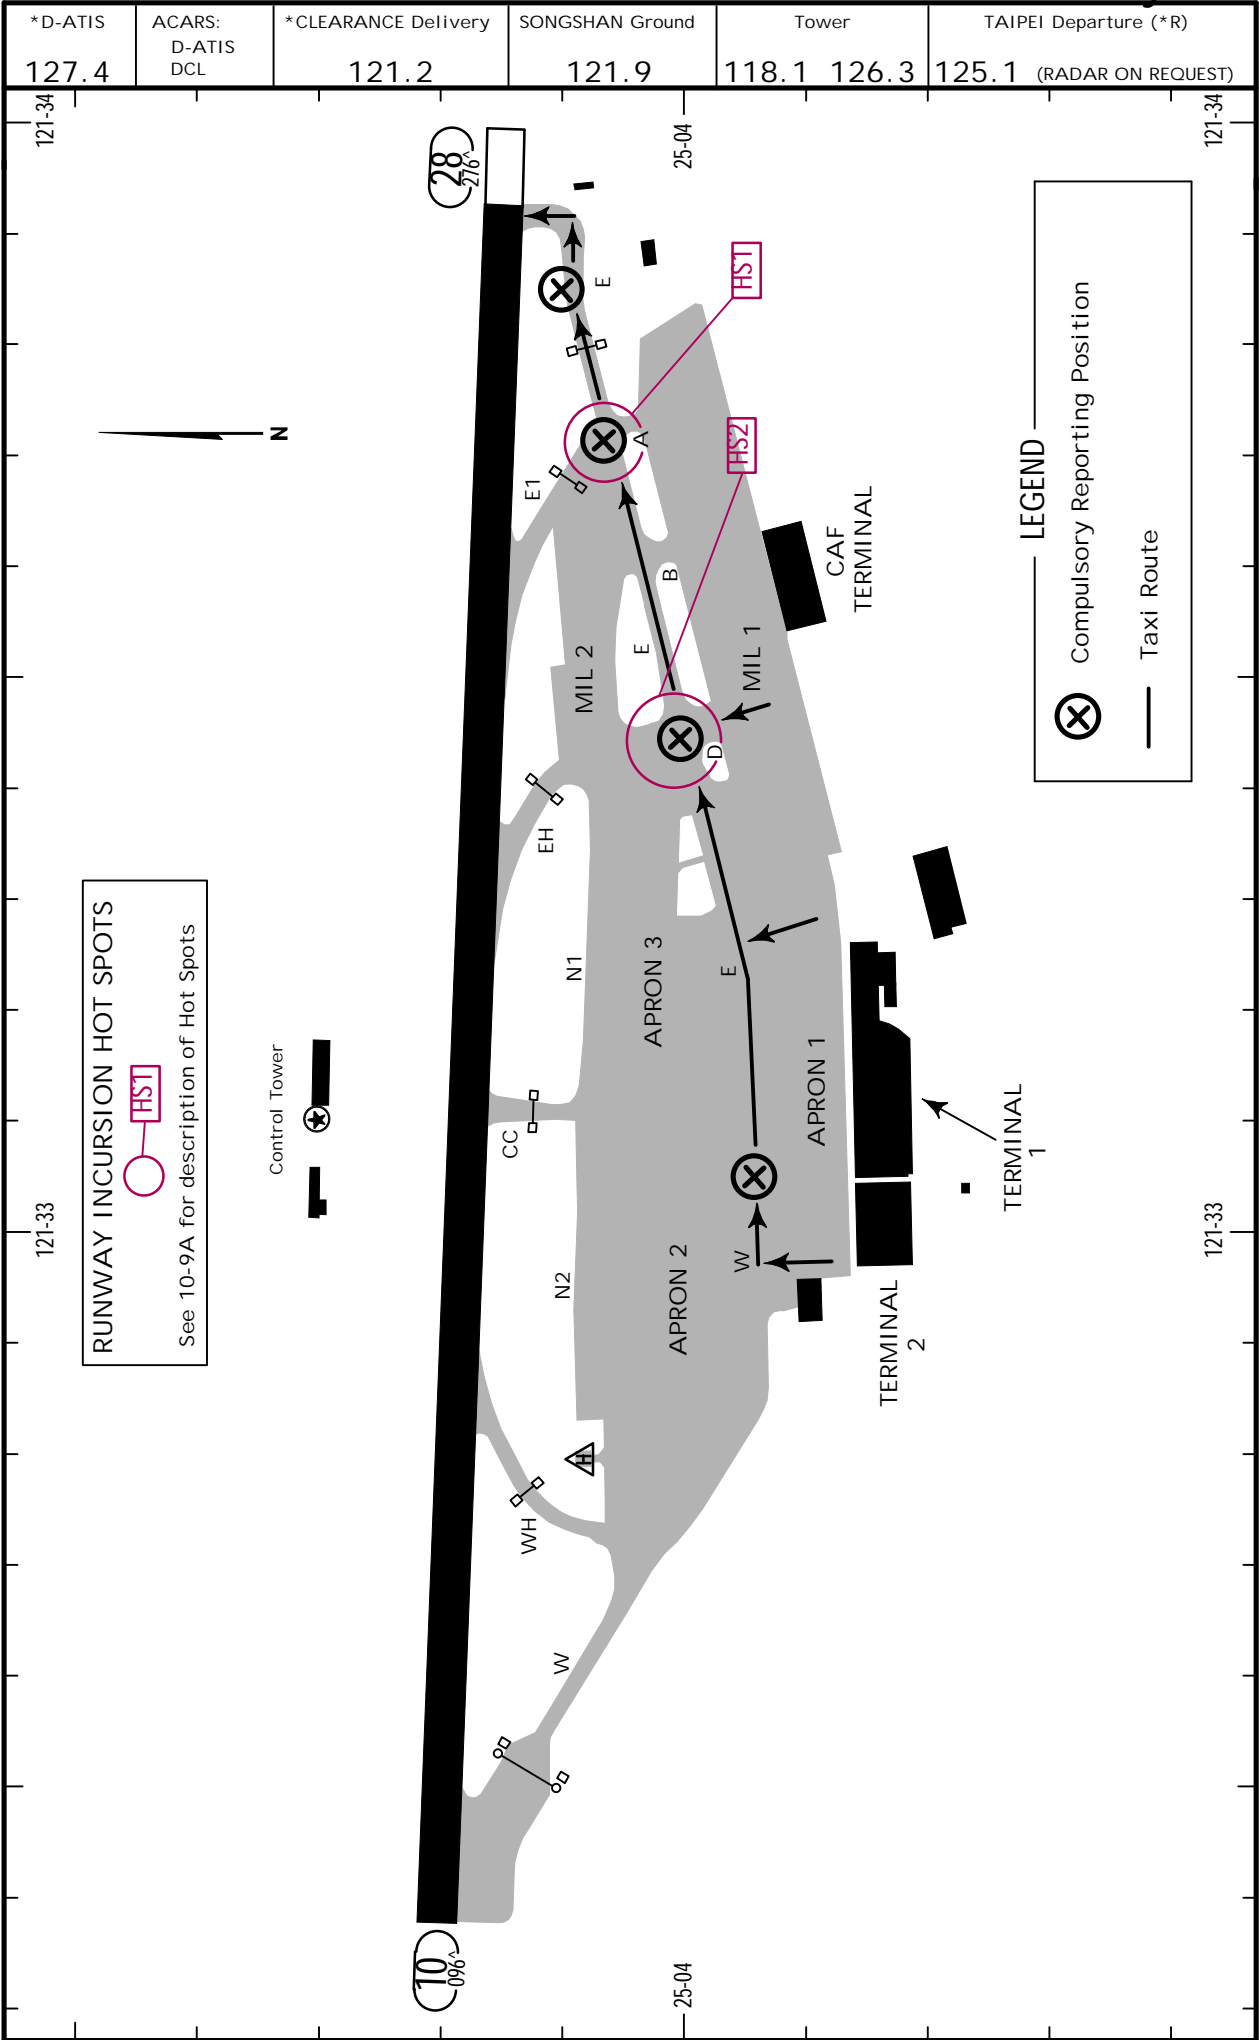 *D-ATIS
127.4
ACARS:
D-ATIS
DCL
*CLEARANCE Delivery
121.2
SONGSHAN Ground
121.9
Tower
118.1 126.3
TAIPEI Departure (*R)
125.1 (RADAR ON REQUEST)
121-34
25-04
121-34
28
276^
E
HS1
HS2
A
E1
N
B
E
MIL 2
MIL 1
D
CAF
TERMINAL
LEGEND
Compulsory Reporting Position
Taxi Route
EH
N1
APRON 3
E
APRON 1
RUNWAY INCURSION HOT SPOTS
HS1
See 10-9A for description of Hot Spots
Control Tower
CC
TERMINAL
1
121-33
121-33
N2
APRON 2
W
TERMINAL
2
H
WH
W
10
096^
25-04